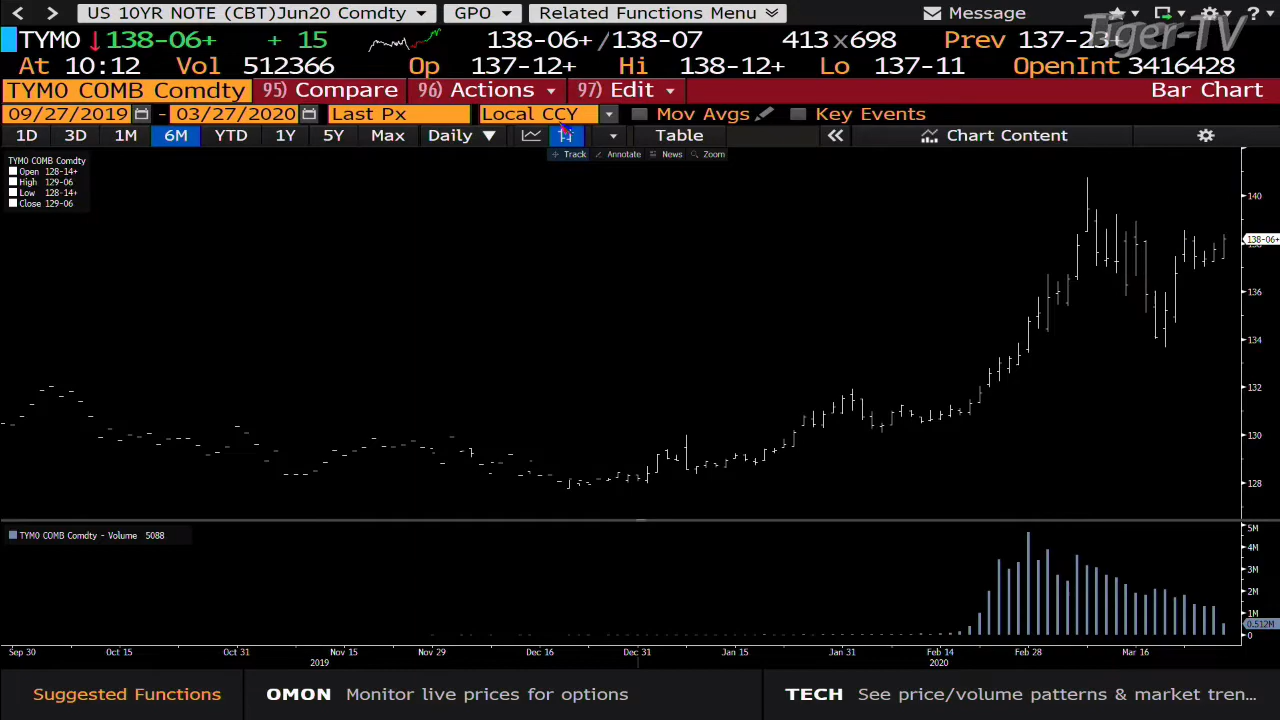 US 10YR NOTE (CBT)Jun20 Comdty GPO Related Functions Menu Message ?
TYM0 ↓138-06+ + 15 138-06+/138-07 413x698 Prev 137-23+
Tiger-TV
At 10:12 Vol 512366 Op 137-12+ Hi 138-12+ Lo 137-11 OpenInt 3416428
TYM0 COMB Comdty 95) Compare 96) Actions 97) Edit Bar Chart
09/27/2019 - 03/27/2020 Last Px Local CCY Mov Avgs Key Events
1D 3D 1M 6M YTD 1Y 5Y Max Daily ▼ Table « Chart Content
Track Annotate News Zoom
TYM0 COMB Comdty
Open 128-14+
High 129-06
Low 128-14+
Close 129-06
140
138-06+
138
136
134
132
130
128
TYM0 COMB Comdty - Volume 5088
5M
4M
3M
2M
1M
0.512M
0
Sep 30 Oct 15 Oct 31 Nov 15 Nov 29 Dec 16 Dec 31 Jan 15 Jan 31 Feb 14 Feb 28 Mar 16
2019 2020
Suggested Functions OMON Monitor live prices for options TECH See price/volume patterns & market tren...